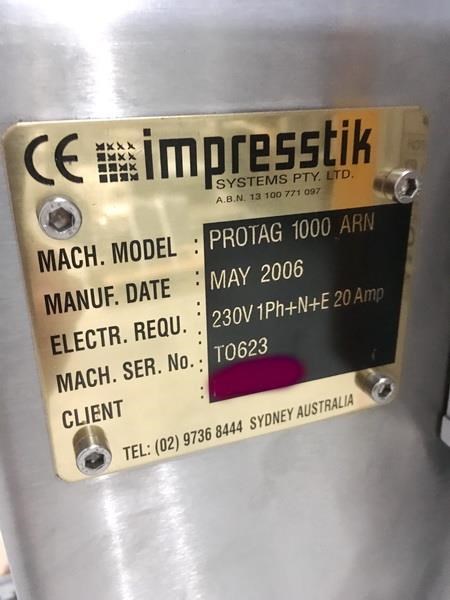 CE impresstik
SYSTEMS PTY. LTD.
A.B.N. 13 100 771 097
MACH. MODEL : PROTAG 1000 ARN
MANUF. DATE : MAY 2006
ELECTR. REQU. : 230V 1Ph+N+E 20 Amp
MACH. SER. No. : TO623
CLIENT :
TEL: (02) 9736 8444 SYDNEY AUSTRALIA